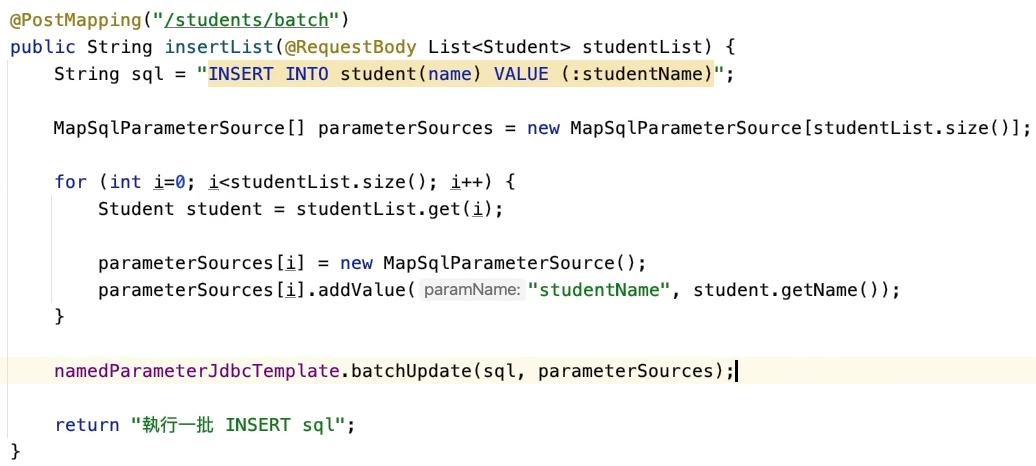 @PostMapping("/students/batch")
public String insertList(@RequestBody List<Student> studentList) {
    String sql = "INSERT INTO student(name) VALUE (:studentName)";

    MapSqlParameterSource[] parameterSources = new MapSqlParameterSource[studentList.size()];

    for (int i=0; i<studentList.size(); i++) {
        Student student = studentList.get(i);

        parameterSources[i] = new MapSqlParameterSource();
        parameterSources[i].addValue( paramName: "studentName", student.getName());
    }

    namedParameterJdbcTemplate.batchUpdate(sql, parameterSources);

    return "執行一批 INSERT sql";
}